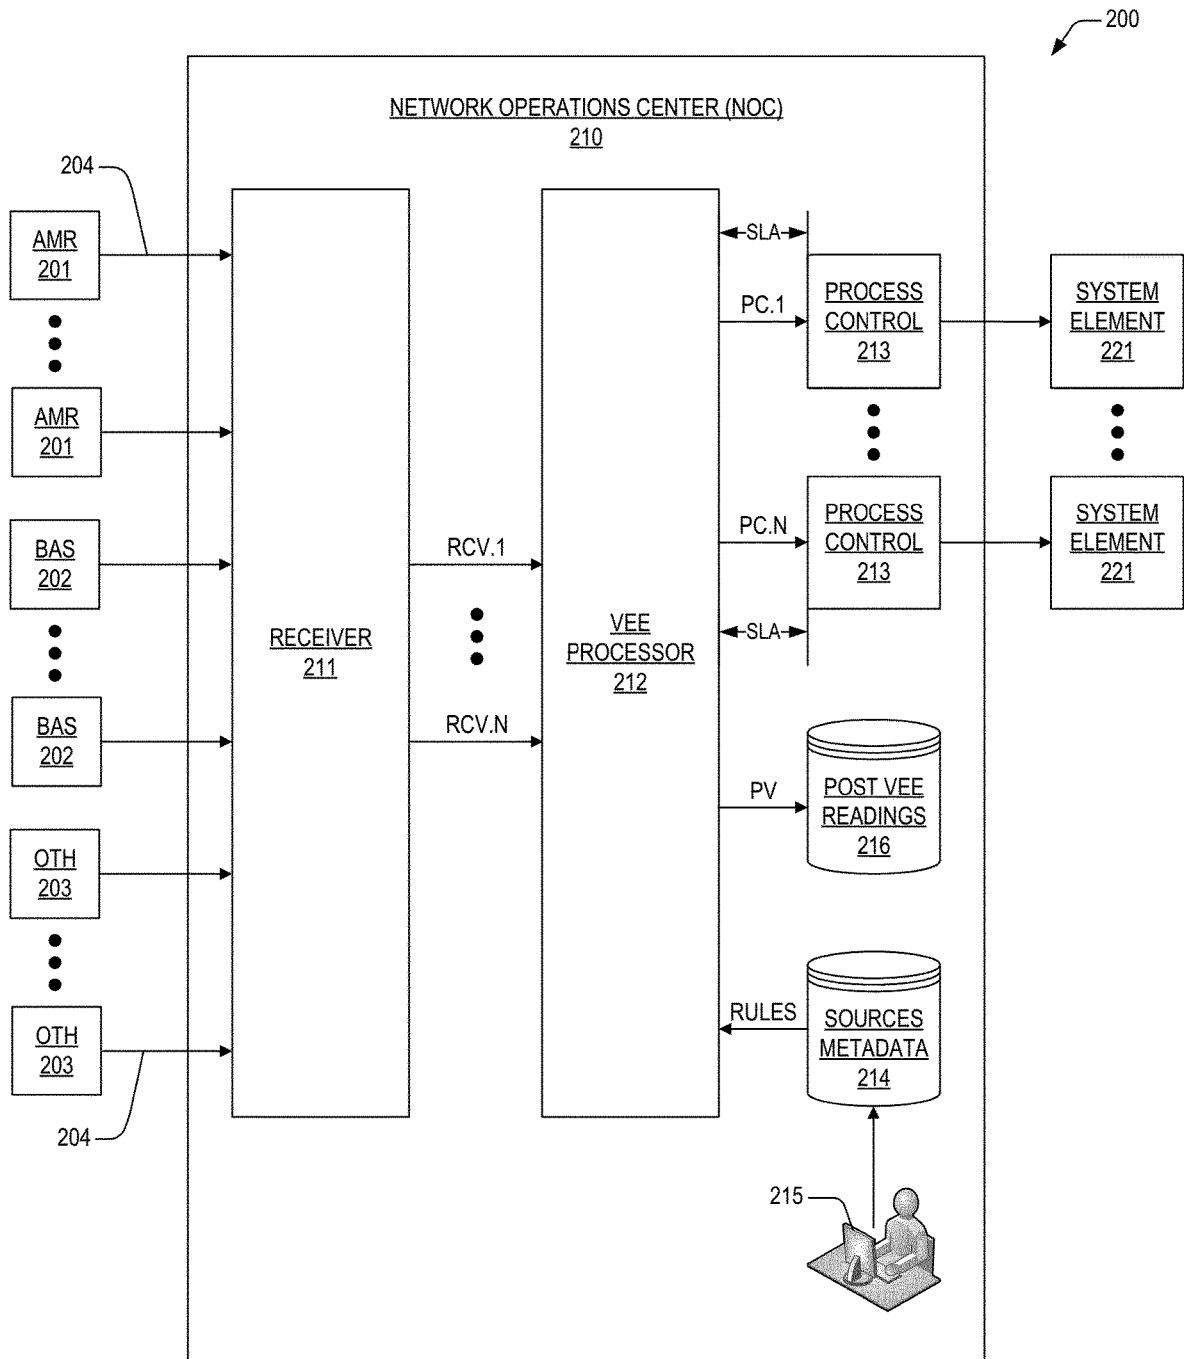 200
NETWORK OPERATIONS CENTER (NOC)
210
204
AMR
201
AMR
201
BAS
202
BAS
202
OTH
203
OTH
203
204
RECEIVER
211
RCV.1
RCV.N
VEE
PROCESSOR
212
SLA
PC.1
PROCESS
CONTROL
213
SYSTEM
ELEMENT
221
PC.N
PROCESS
CONTROL
213
SYSTEM
ELEMENT
221
SLA
PV
POST VEE
READINGS
216
RULES
SOURCES
METADATA
214
215